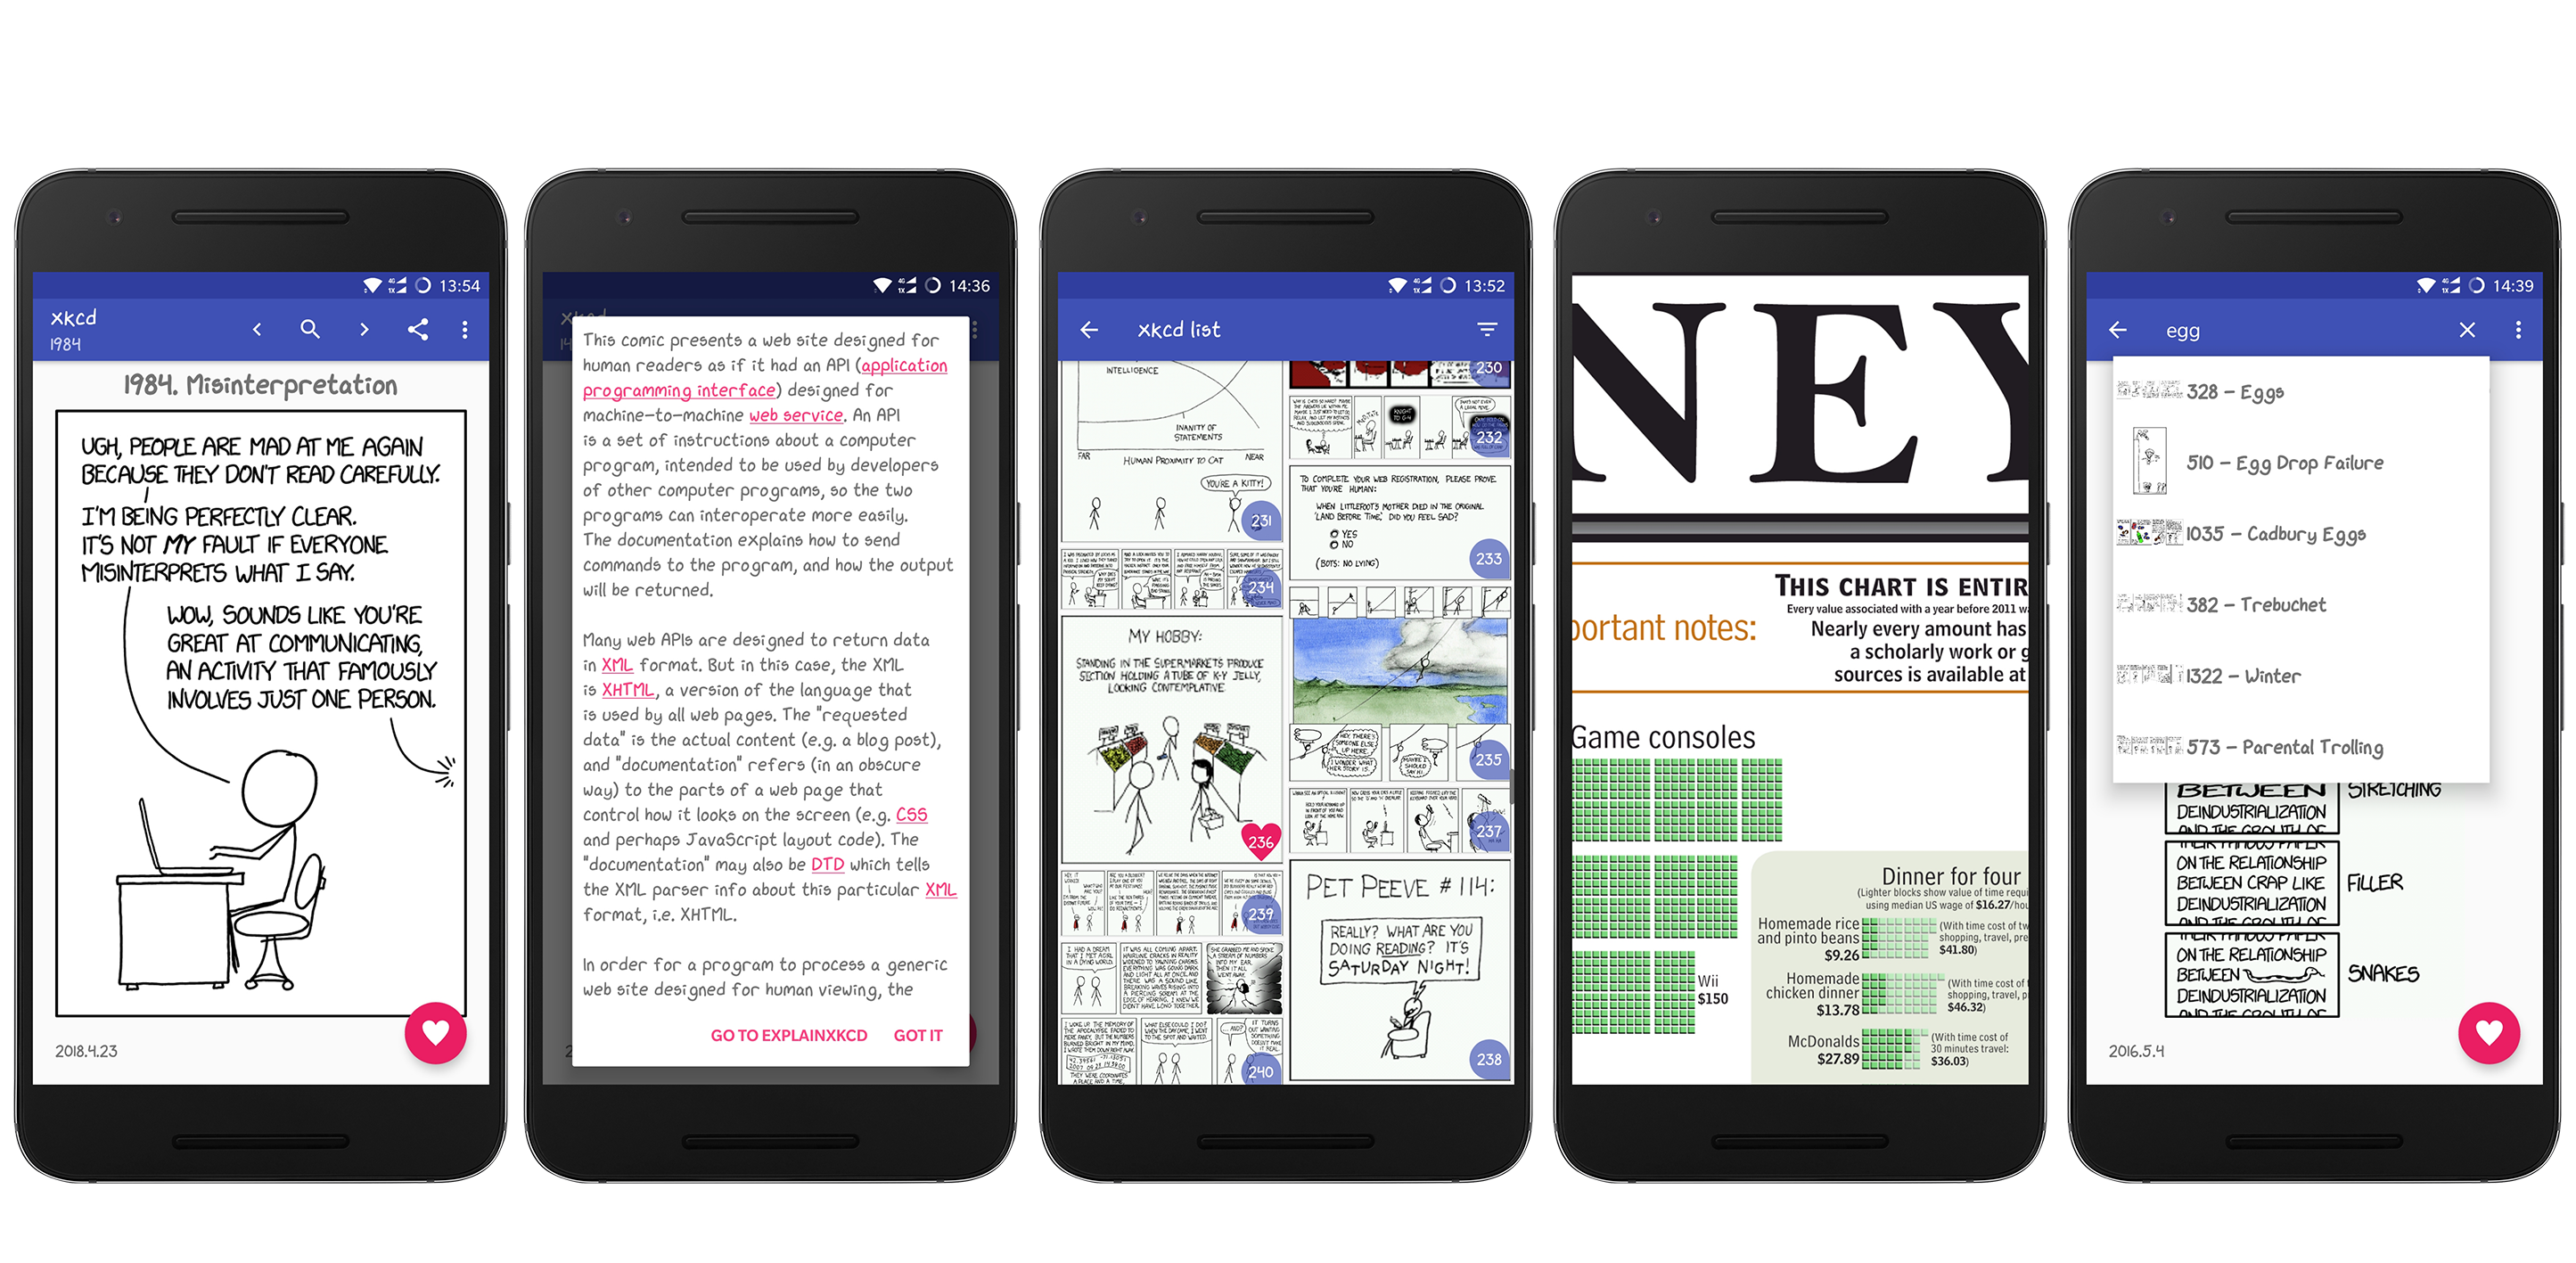 13:54
xkcd
1984
1984. Misinterpretation
UGH, PEOPLE ARE MAD AT ME AGAIN
BECAUSE THEY DON'T READ CAREFULLY.
I'M BEING PERFECTLY CLEAR.
IT'S NOT MY FAULT IF EVERYONE
MISINTERPRETS WHAT I SAY.
WOW, SOUNDS LIKE YOU'RE
GREAT AT COMMUNICATING,
AN ACTIVITY THAT FAMOUSLY
INVOLVES JUST ONE PERSON.
2018.4.23
14:36
This comic presents a web site designed for
human readers as if it had an API (application
programming interface) designed for
machine-to-machine web service. An API
is a set of instructions about a computer
program, intended to be used by developers
of other computer programs, so the two
programs can interoperate more easily.
The documentation explains how to send
commands to the program, and how the output
will be returned.
Many web APIs are designed to return data
in XML format. But in this case, the XML
is XHTML, a version of the language that
is used by all web pages. The "requested
data" is the actual content (e.g. a blog post),
and "documentation" refers (in an obscure
way) to the parts of a web page that
control how it looks on the screen (e.g. CSS
and perhaps JavaScript layout code). The
"documentation" may also be DTD which tells
the XML parser info about this particular XML
format, i.e. XHTML.
In order for a program to process a generic
web site designed for human viewing, the
GO TO EXPLAINXKCD GOT IT
13:52
xkcd list
INTELLIGENCE
INANITY OF
STATEMENTS
FAR HUMAN PROXIMITY TO CAT NEAR
YOU'RE A KITTY!
231
234
MY HOBBY:
STANDING IN THE SUPERMARKET'S PRODUCE
SECTION HOLDING A TUBE OF K-Y JELLY,
LOOKING CONTEMPLATIVE.
236
239
240
230
232
TO COMPLETE YOUR WEB REGISTRATION, PLEASE PROVE
THAT YOU'RE HUMAN:
WHEN LITTLEFOOT'S MOTHER DIED IN THE ORIGINAL
'LAND BEFORE TIME,' DID YOU FEEL SAD?
YES
NO
(BOTS: NO LYING)
233
235
237
PET PEEVE #114:
REALLY? WHAT ARE YOU
DOING READING? IT'S
SATURDAY NIGHT!
238
NEY
THIS CHART IS ENTIR
Every value associated with a year before 2011 wa
portant notes:
Nearly every amount has
a scholarly work or g
sources is available at
Game consoles
Wii
$150
Dinner for four
(Lighter blocks show value of time requi
using median US wage of $16.27/hou
Homemade rice
and pinto beans
$9.26
(With time cost of tw
shopping, travel, pre
$41.80)
Homemade
chicken dinner
$13.78
(With time cost of t
shopping, travel, p
$46.32)
McDonalds
$27.89
(With time cost of
30 minutes travel:
$36.03)
14:39
egg
328 - Eggs
510 - Egg Drop Failure
1035 - Cadbury Eggs
382 - Trebuchet
1322 - Winter
573 - Parental Trolling
BETWEEN
DEINDUSTRIALIZATION
AND THE GROWTH OF
STRETCHING
THEIR FAMOUS PAPER
ON THE RELATIONSHIP
BETWEEN CRAP LIKE
DEINDUSTRIALIZATION
AND THE GROWTH OF
FILLER
THEIR FAMOUS PAPER
ON THE RELATIONSHIP
BETWEEN
DEINDUSTRIALIZATION
AND THE GROWTH OF
SNAKES
2016.5.4